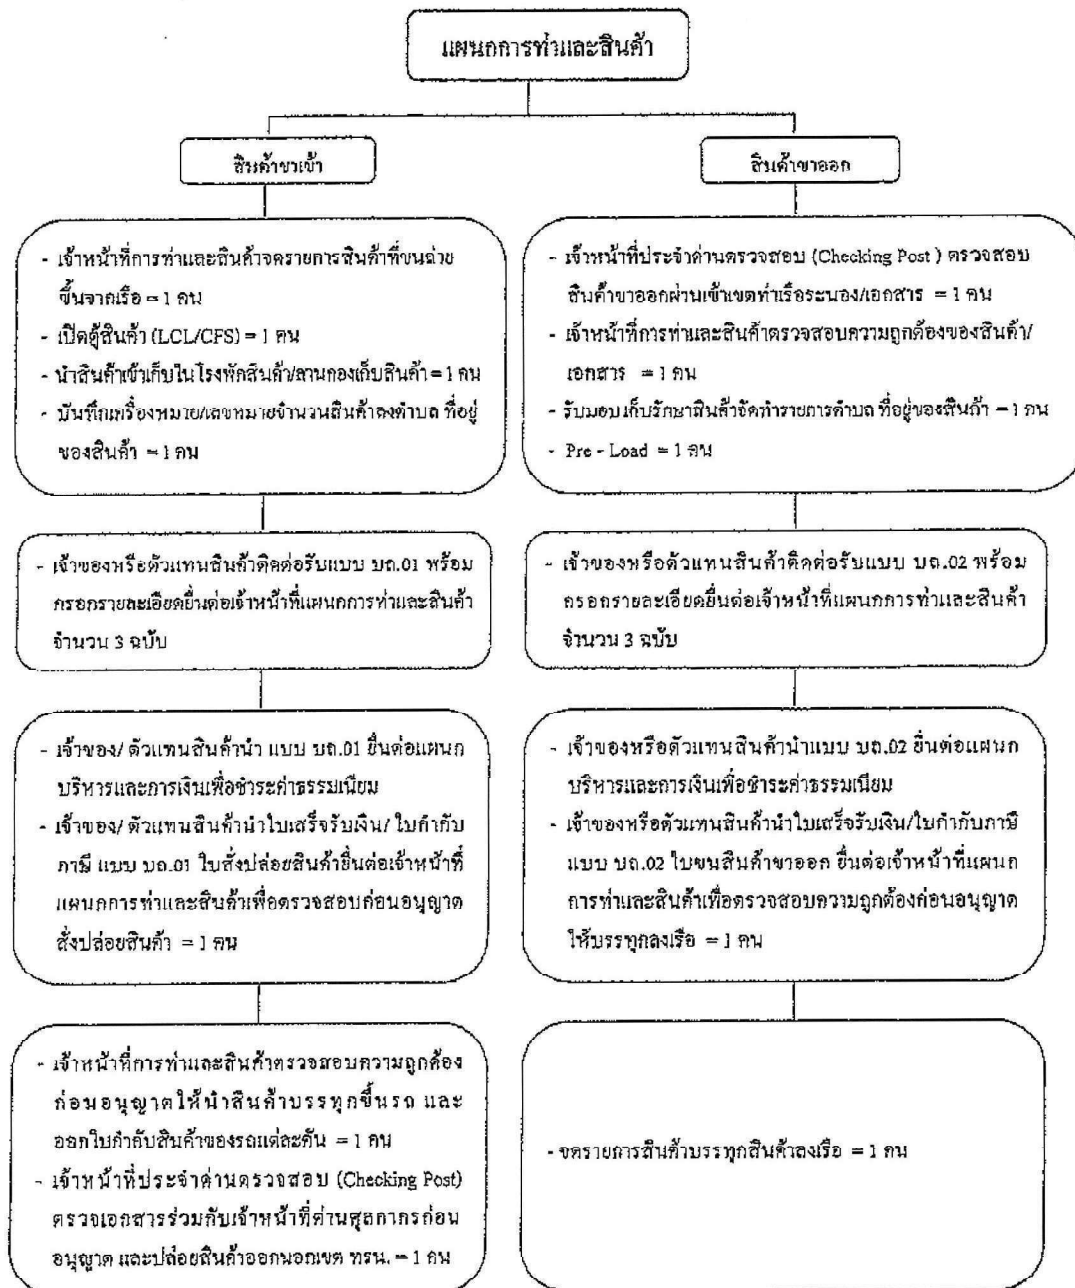 แผนกการท่าและสินค้า
สินค้าขาเข้า
- เจ้าหน้าที่การท่าและสินค้าจดรายการสินค้าที่ขนถ่าย
ขึ้นจากเรือ = 1 คน
- เปิดตู้สินค้า (LCL/CFS) = 1 คน
- นำสินค้าเข้าเก็บในโรงพักสินค้า/ลานกองเก็บสินค้า = 1 คน
- บันทึกเครื่องหมาย/เลขหมายจำนวนสินค้าลงตำบล ที่อยู่
ของสินค้า = 1 คน
- เจ้าของหรือตัวแทนสินค้าติดต่อรับแบบ บถ.01 พร้อม
กรอกรายละเอียดยื่นต่อเจ้าหน้าที่แผนกการท่าและสินค้า
จำนวน 3 ฉบับ
- เจ้าของ/ ตัวแทนสินค้านำ แบบ บถ.01 ยื่นต่อแผนก
บริหารและการเงินเพื่อชำระค่าธรรมเนียม
- เจ้าของ/ ตัวแทนสินค้านำใบเสร็จรับเงิน/ ใบกำกับ
ภาษี แบบ บถ.01 ใบสั่งปล่อยสินค้ายื่นต่อเจ้าหน้าที่
แผนกการท่าและสินค้าเพื่อตรวจสอบก่อนอนุญาต
สั่งปล่อยสินค้า = 1 คน
- เจ้าหน้าที่การท่าและสินค้าตรวจสอบความถูกต้อง
ก่อนอนุญาตให้นำสินค้าบรรทุกขึ้นรถ และ
ออกใบกำกับสินค้าของรถแต่ละคัน = 1 คน
- เจ้าหน้าที่ประจำด่านตรวจสอบ (Checking Post)
ตรวจเอกสารร่วมกับเจ้าหน้าที่ด่านศุลกากรก่อน
อนุญาต และปล่อยสินค้าออกนอกเขต ทรน. = 1 คน
สินค้าขาออก
- เจ้าหน้าที่ประจำด่านตรวจสอบ (Checking Post ) ตรวจสอบ
สินค้าขาออกผ่านเข้าเขตท่าเรือระนอง/เอกสาร = 1 คน
- เจ้าหน้าที่การท่าและสินค้าตรวจสอบความถูกต้องของสินค้า/
เอกสาร = 1 คน
- รับมอบเก็บรักษาสินค้าจัดทำรายการตำบล ที่อยู่ของสินค้า = 1 คน
- Pre - Load = 1 คน
- เจ้าของหรือตัวแทนสินค้าติดต่อรับแบบ บถ.02 พร้อม
กรอกรายละเอียดยื่นต่อเจ้าหน้าที่แผนกการท่าและสินค้า
จำนวน 3 ฉบับ
- เจ้าของหรือตัวแทนสินค้านำแบบ บถ.02 ยื่นต่อแผนก
บริหารและการเงินเพื่อชำระค่าธรรมเนียม
- เจ้าของหรือตัวแทนสินค้านำใบเสร็จรับเงิน/ใบกำกับภาษี
แบบ บถ.02 ใบขนสินค้าขาออก ยื่นต่อเจ้าหน้าที่แผนก
การท่าและสินค้าเพื่อตรวจสอบความถูกต้องก่อนอนุญาต
ให้บรรทุกลงเรือ = 1 คน
- จดรายการสินค้าบรรทุกสินค้าลงเรือ = 1 คน